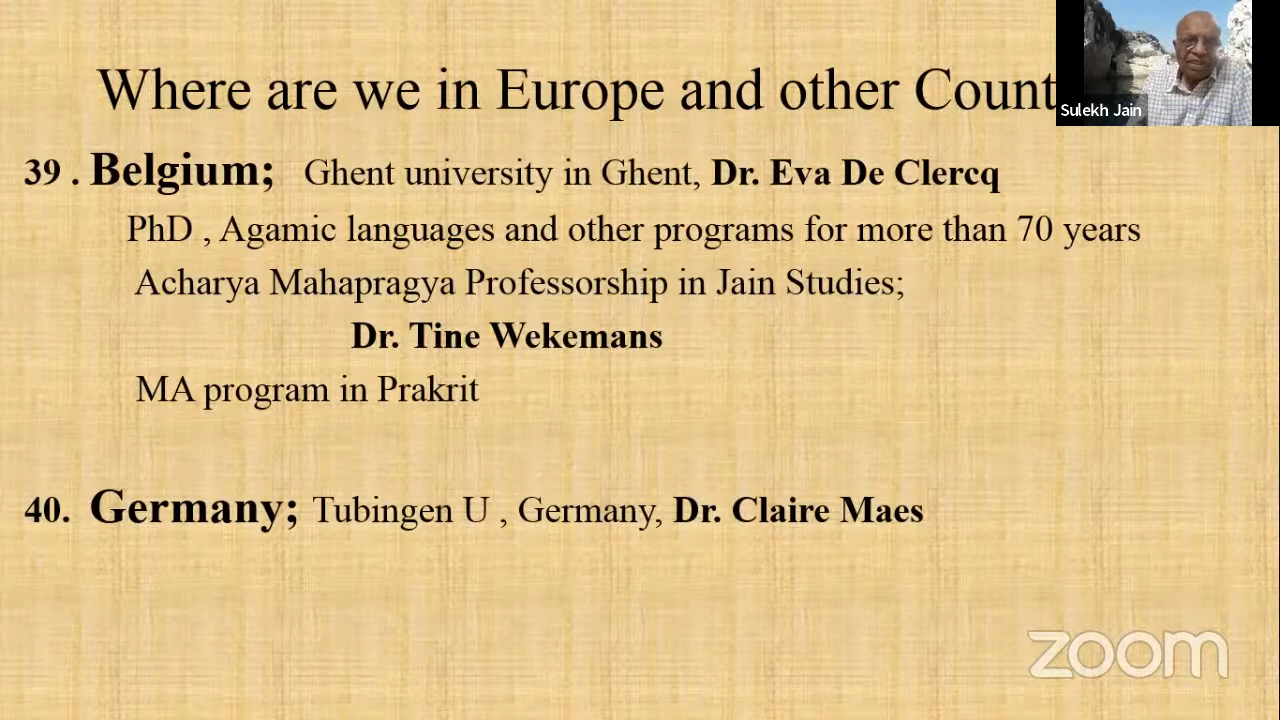 Where are we in Europe and other Count
Sulekh Jain
39 . Belgium; Ghent university in Ghent, Dr. Eva De Clercq
PhD , Agamic languages and other programs for more than 70 years
Acharya Mahapragya Professorship in Jain Studies;
Dr. Tine Wekemans
MA program in Prakrit
40. Germany; Tubingen U , Germany, Dr. Claire Maes
zoom